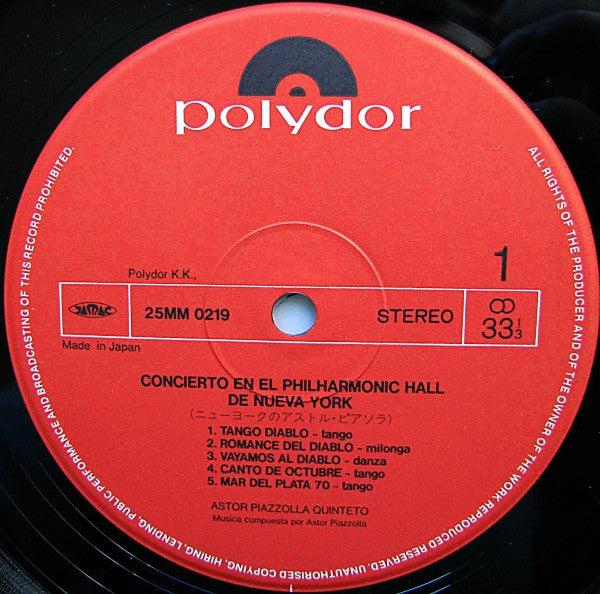 polydor
1
Polydor K.K.,
JASRAC
25MM 0219
STEREO
33 1/3
Made in Japan
CONCIERTO EN EL PHILHARMONIC HALL
DE NUEVA YORK
(ニューヨークのアストル・ピアソラ)
1. TANGO DIABLO - tango
2. ROMANCE DEL DIABLO - milonga
3. VAYAMOS AL DIABLO - danza
4. CANTO DE OCTUBRE - tango
5. MAR DEL PLATA 70 - tango
ASTOR PIAZZOLLA QUINTETO
Musica compuesta por Astor Piazzolla
ALL RIGHTS OF THE PRODUCER AND OF THE OWNER OF THE WORK REPRODUCED RESERVED. UNAUTHORISED COPYING, HIRING, LENDING, PUBLIC PERFORMANCE AND BROADCASTING OF THIS RECORD PROHIBITED.